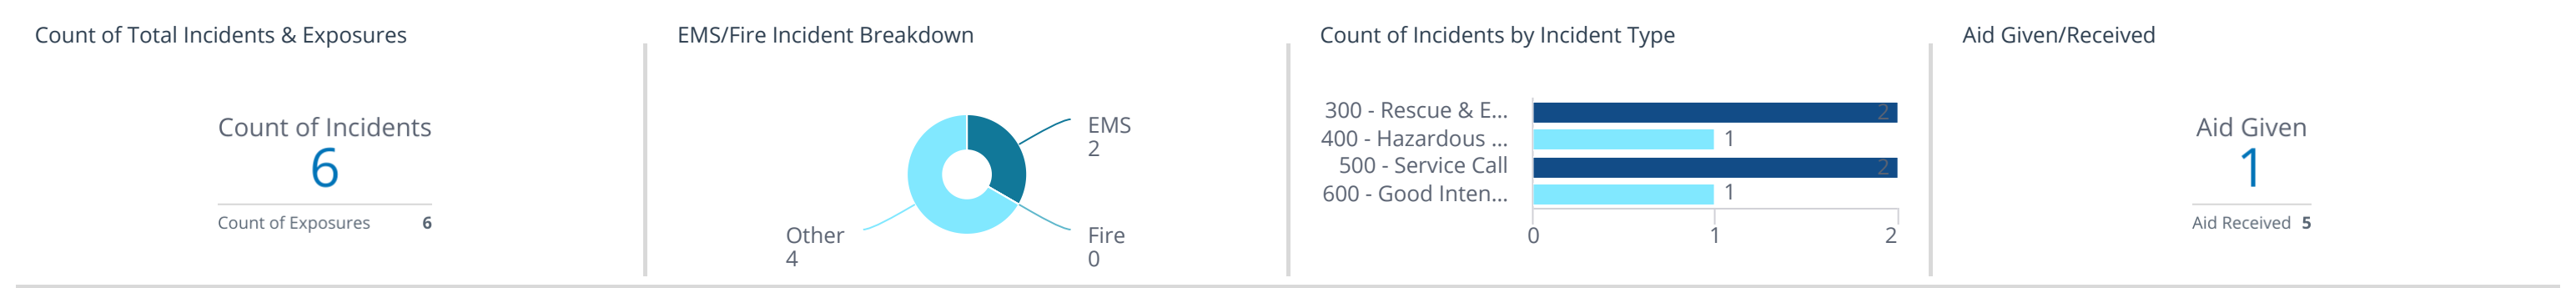 Count of Total Incidents & Exposures
Count of Incidents
6
Count of Exposures 6
EMS/Fire Incident Breakdown
EMS
2
Other
4
Fire
0
Count of Incidents by Incident Type
300 - Rescue & E... 2
400 - Hazardous ... 1
500 - Service Call 2
600 - Good Inten... 1
0 1 2
Aid Given/Received
Aid Given
1
Aid Received 5